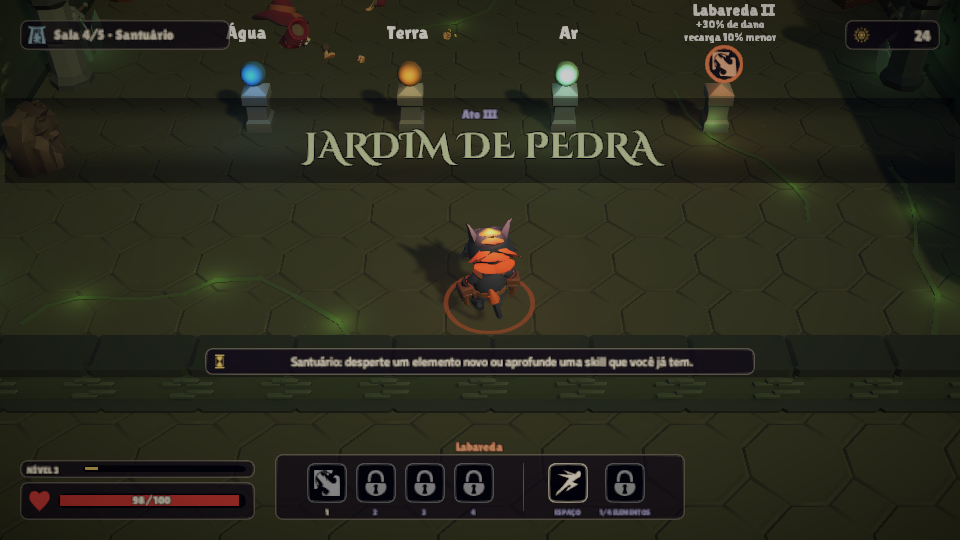 Labareda II
+30% de dano
recarga 10% menor
Sala 4/5 - Santuário
Água
Terra
Ar
24
Ato III
JARDIM DE PEDRA
Santuário: desperte um elemento novo ou aprofunde uma skill que você já tem.
Labareda
NÍVEL 3
98/100
1
2
3
4
ESPAÇO
1/4 ELEMENTOS